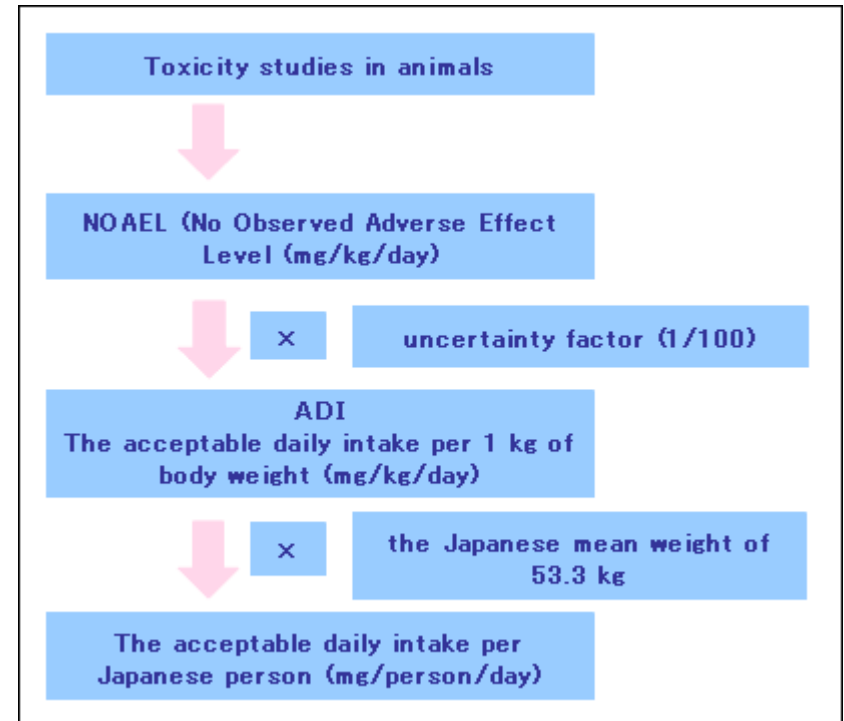 Toxicity studies in animals
NOAEL (No Observed Adverse Effect
Level (mg/kg/day)
×
uncertainty factor (1/100)
ADI
The acceptable daily intake per 1 kg of
body weight (mg/kg/day)
×
the Japanese mean weight of
53.3 kg
The acceptable daily intake per
Japanese person (mg/person/day)